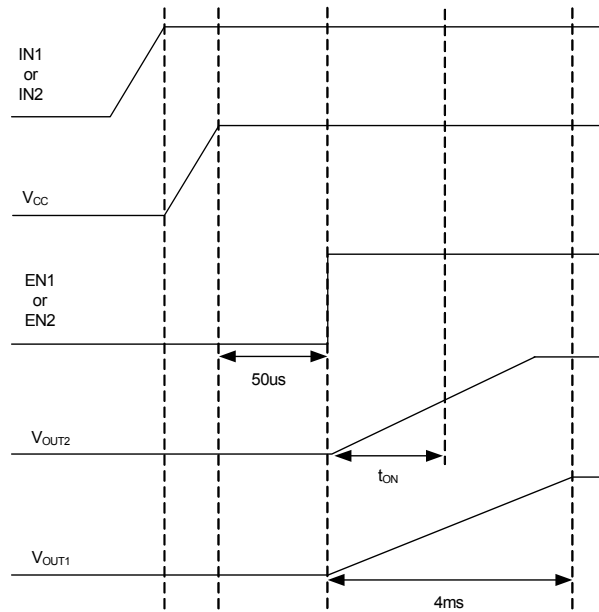 IN1
or
IN2
VCC
EN1
or
EN2
50us
VOUT2
tON
VOUT1
4ms